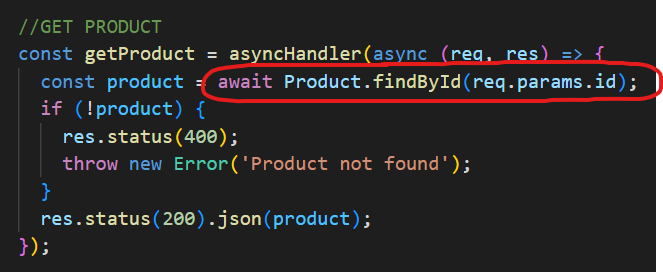 //GET PRODUCT
const getProduct = asyncHandler(async (req, res) => {
  const product = await Product.findById(req.params.id);
  if (!product) {
    res.status(400);
    throw new Error('Product not found');
  }
  res.status(200).json(product);
});